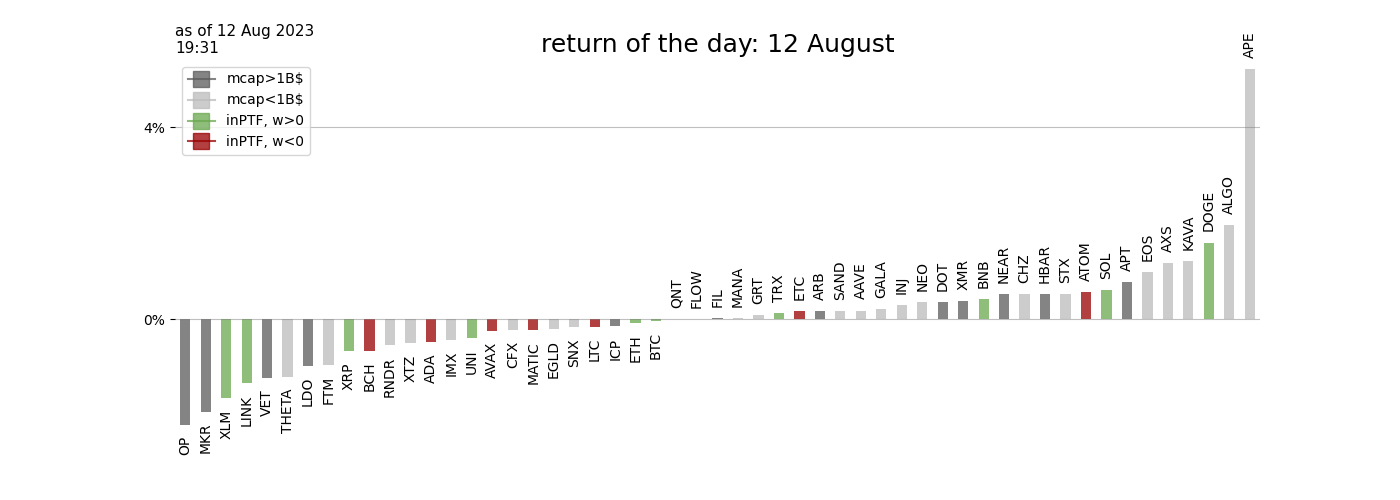 as of 12 Aug 2023
19:31
return of the day: 12 August
mcap>1B$
mcap<1B$
inPTF, w>0
inPTF, w<0
4%
0%
OP
MKR
XLM
LINK
VET
THETA
LDO
FTM
XRP
BCH
RNDR
XTZ
ADA
IMX
UNI
AVAX
CFX
MATIC
EGLD
SNX
LTC
ICP
ETH
BTC
QNT
FLOW
FIL
MANA
GRT
TRX
ETC
ARB
SAND
AAVE
GALA
INJ
NEO
DOT
XMR
BNB
NEAR
CHZ
HBAR
STX
ATOM
SOL
APT
EOS
AXS
KAVA
DOGE
ALGO
APE